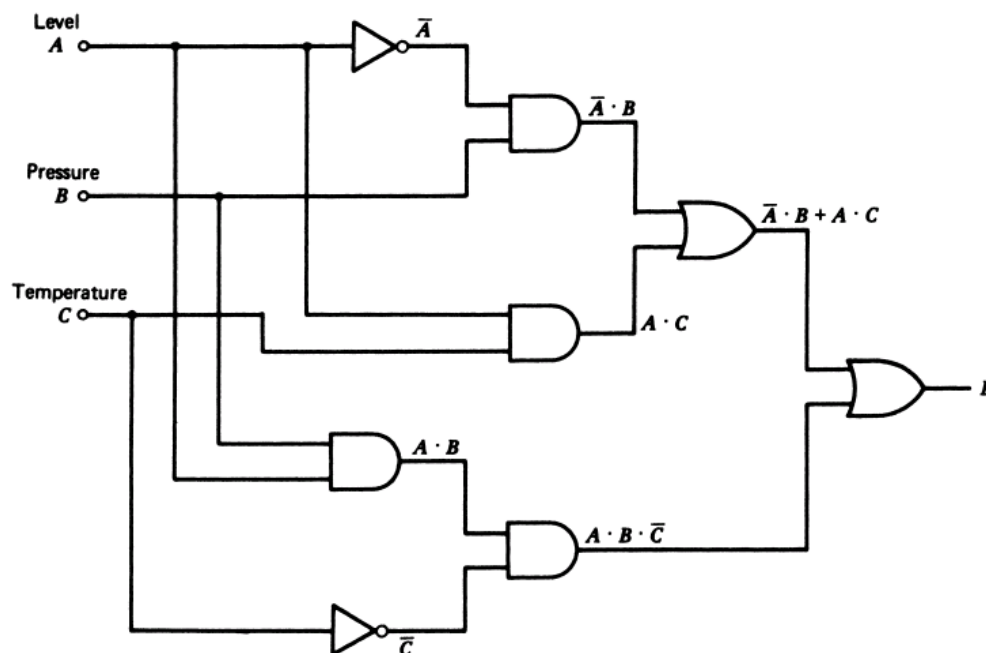 Level
A
A̅
A̅ · B
Pressure
B
A̅ · B + A · C
Temperature
C
A · C
A · B
A · B · C̅
C̅